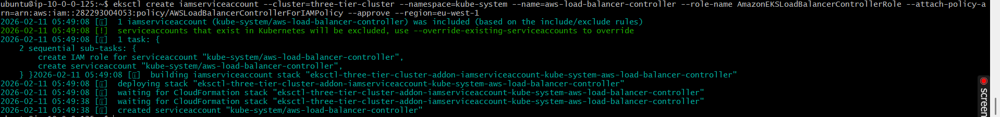 ubuntu@ip-10-0-0-125:~$ eksctl create iamserviceaccount --cluster=three-tier-cluster --namespace=kube-system --name=aws-load-balancer-controller --role-name AmazonEKSLoadBalancerControllerRole --attach-policy-a
rn=arn:aws:iam::282293004053:policy/AWSLoadBalancerControllerForIAMPolicy --approve --region=eu-west-1
2026-02-11 05:49:08 [ℹ]  1 iamserviceaccount (kube-system/aws-load-balancer-controller) was included (based on the include/exclude rules)
2026-02-11 05:49:08 [!]  serviceaccounts that exist in Kubernetes will be excluded, use --override-existing-serviceaccounts to override
2026-02-11 05:49:08 [ℹ]  1 task: {
    2 sequential sub-tasks: {
        create IAM role for serviceaccount "kube-system/aws-load-balancer-controller",
        create serviceaccount "kube-system/aws-load-balancer-controller",
    } }2026-02-11 05:49:08 [ℹ]  building iamserviceaccount stack "eksctl-three-tier-cluster-addon-iamserviceaccount-kube-system-aws-load-balancer-controller"
2026-02-11 05:49:08 [ℹ]  deploying stack "eksctl-three-tier-cluster-addon-iamserviceaccount-kube-system-aws-load-balancer-controller"
2026-02-11 05:49:08 [ℹ]  waiting for CloudFormation stack "eksctl-three-tier-cluster-addon-iamserviceaccount-kube-system-aws-load-balancer-controller"
2026-02-11 05:49:38 [ℹ]  waiting for CloudFormation stack "eksctl-three-tier-cluster-addon-iamserviceaccount-kube-system-aws-load-balancer-controller"
2026-02-11 05:49:38 [ℹ]  created serviceaccount "kube-system/aws-load-balancer-controller"
screen